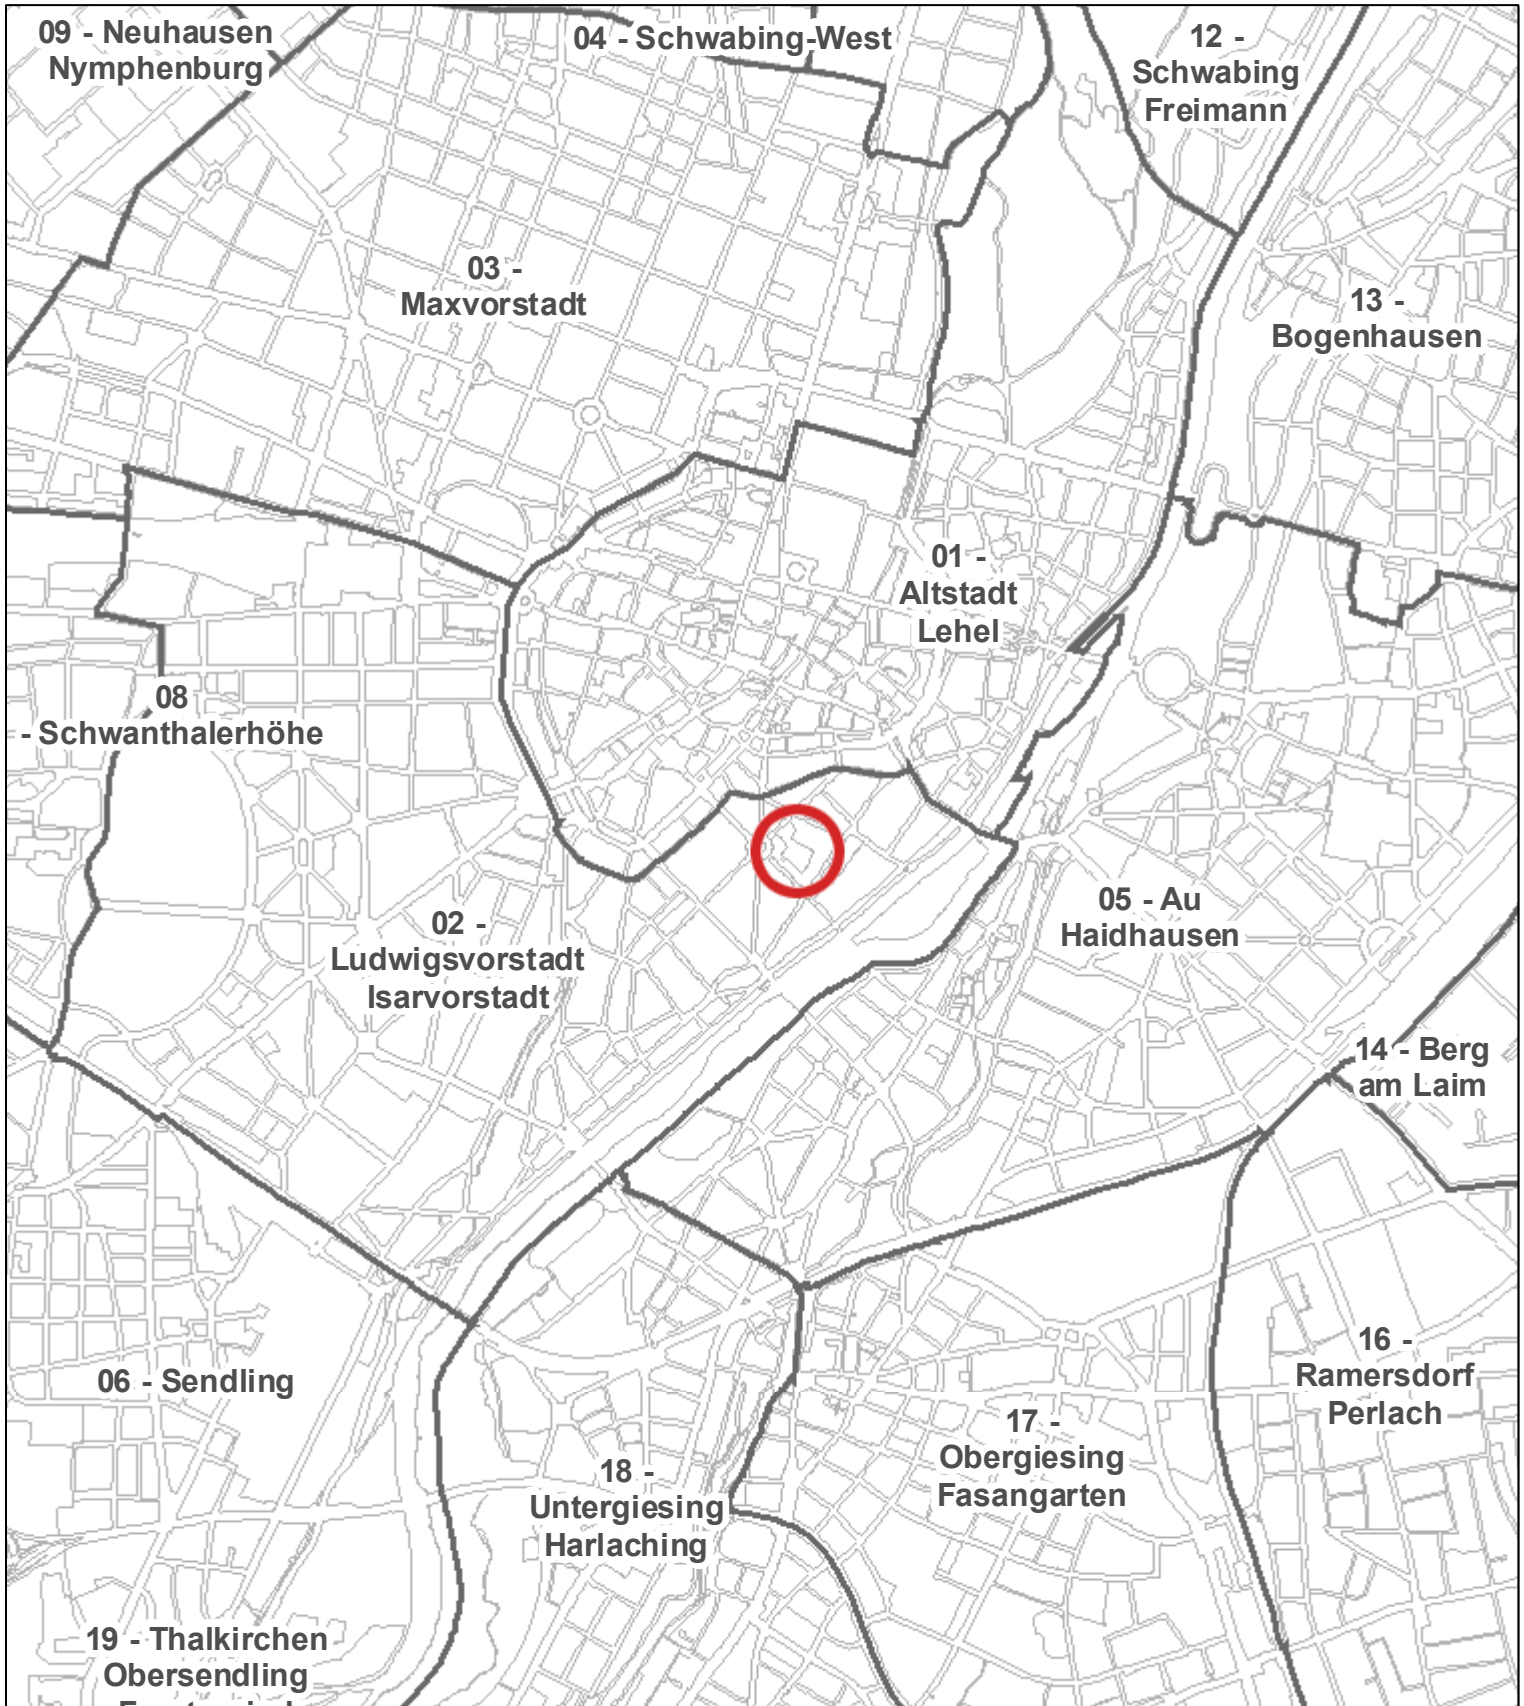 09 - Neuhausen
Nymphenburg
04 - Schwabing-West
12 -
Schwabing
Freimann
03 -
Maxvorstadt
13 -
Bogenhausen
01 -
Altstadt
Lehel
08
- Schwanthalerhöhe
02 -
Ludwigsvorstadt
Isarvorstadt
05 - Au
Haidhausen
14 - Berg
am Laim
06 - Sendling
16 -
Ramersdorf
Perlach
17 -
Obergiesing
Fasangarten
18 -
Untergiesing
Harlaching
19 - Thalkirchen
Obersendling